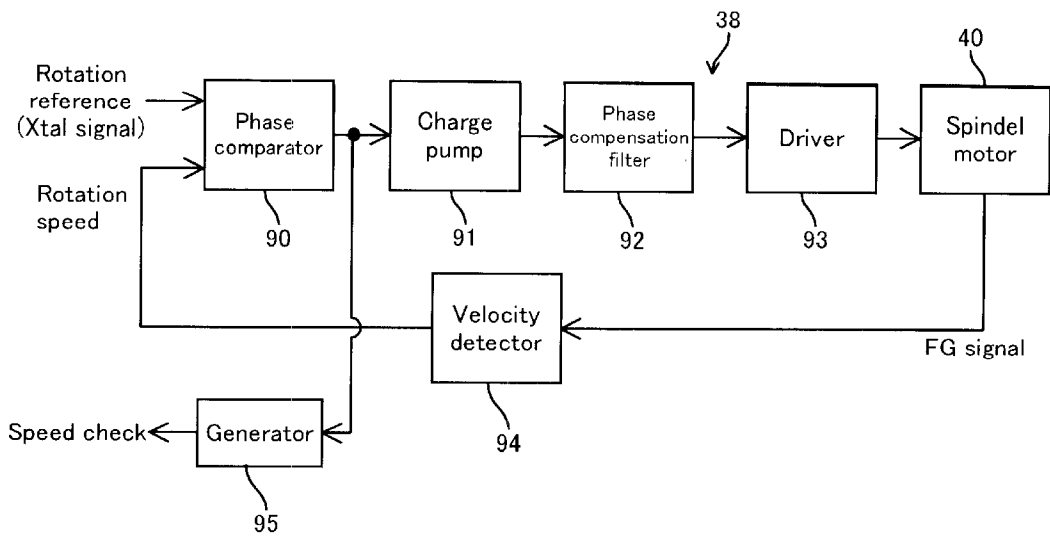 38
40
Rotation
reference
(Xtal signal)
Phase
comparator
Charge
pump
Phase
compensation
filter
Driver
Spindel
motor
Rotation
speed
90
91
92
93
Velocity
detector
FG signal
94
Speed check
Generator
95